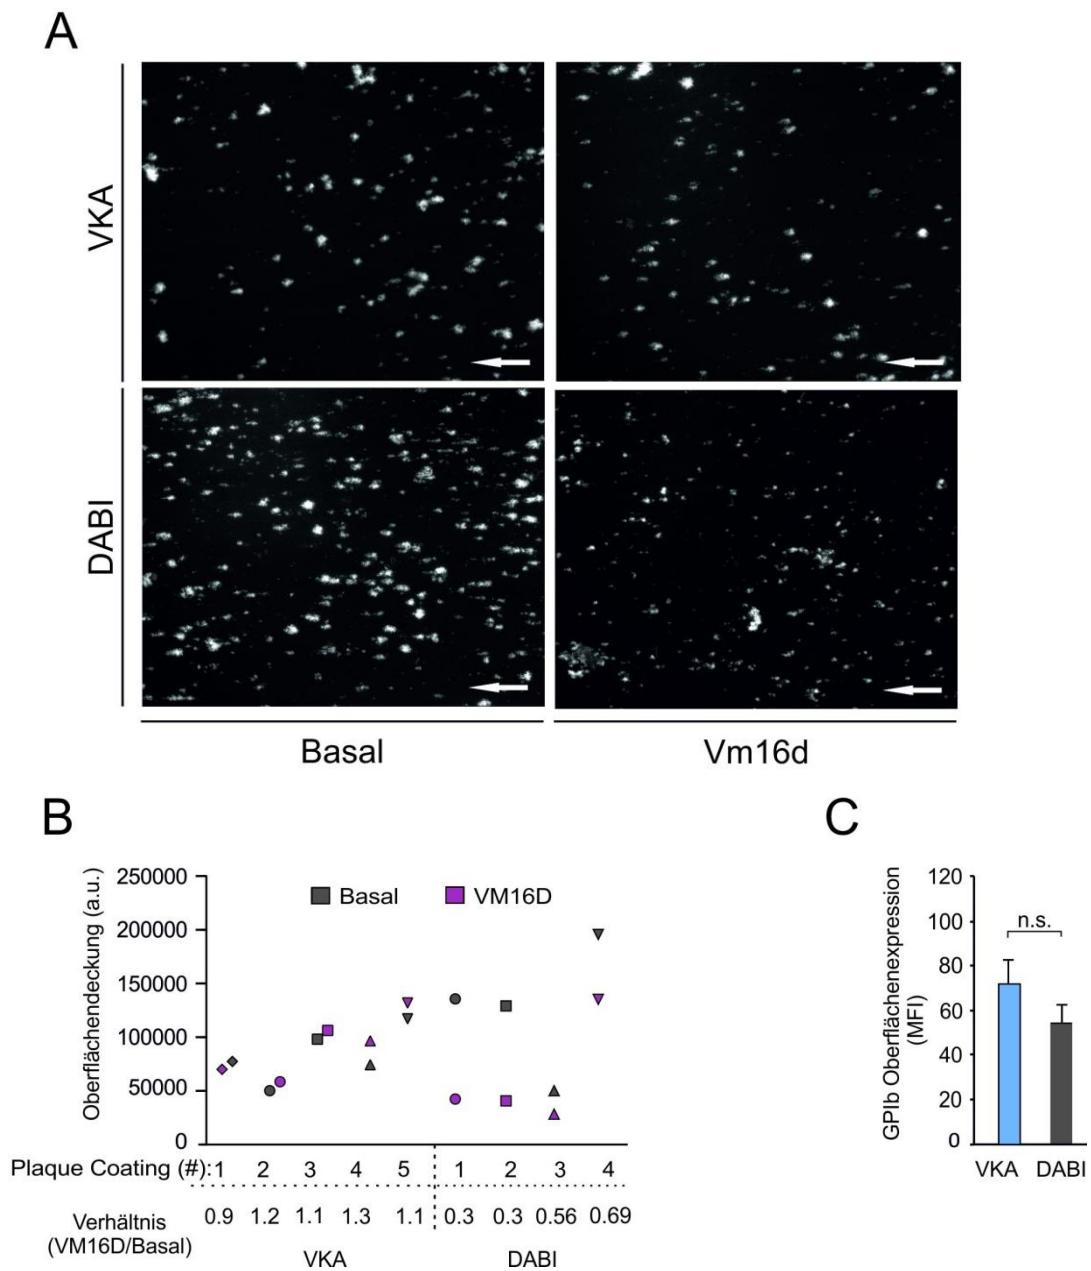 A
VKA
DABI
Basal
Vm16d
B
Oberflächendeckung (a.u.)
250000
200000
150000
100000
50000
0
Basal
VM16D
Plaque Coating (#): 1 2 3 4 5 1 2 3 4
Verhältnis
(VM16D/Basal)
0.9 1.2 1.1 1.3 1.1 0.3 0.3 0.56 0.69
VKA DABI
C
GPIb Oberflächenexpression
(MFI)
120
100
80
60
40
20
0
n.s.
VKA DABI